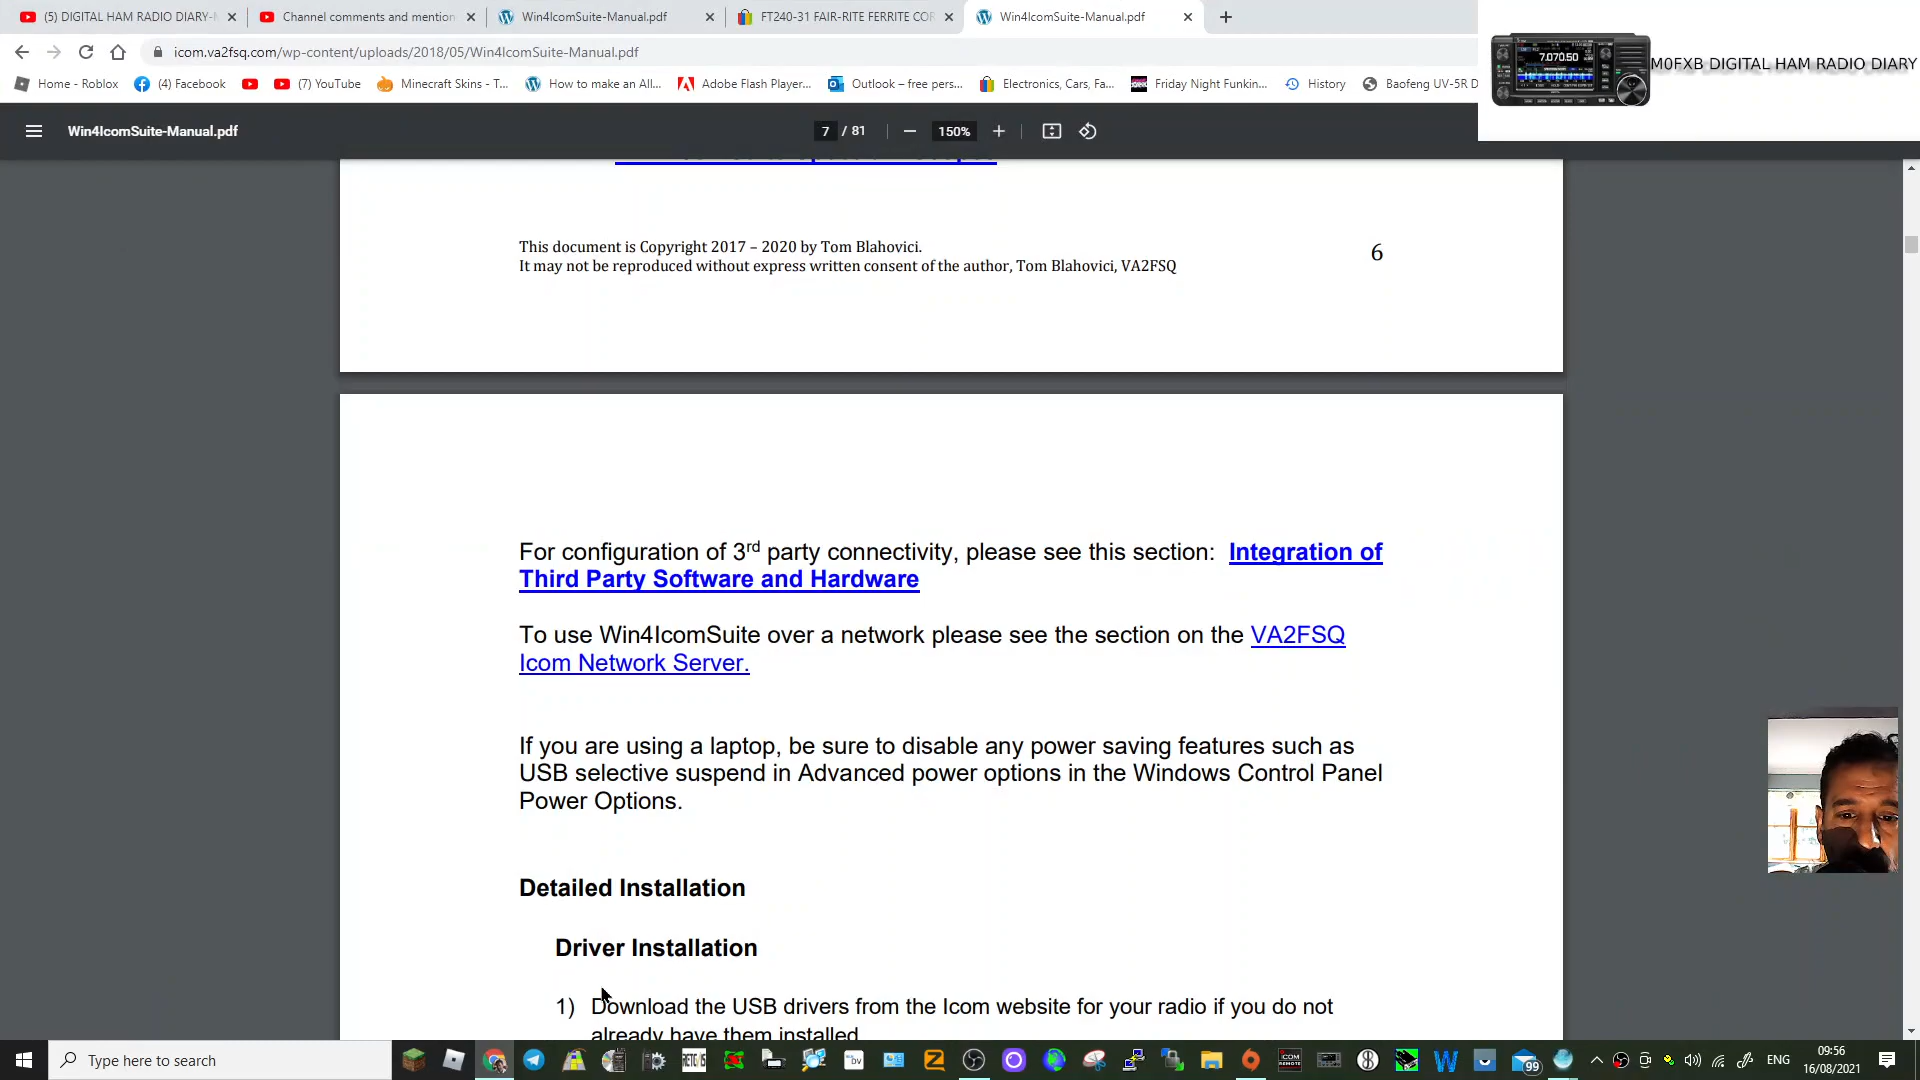 (5) DIGITAL HAM RADIO DIARY-
Channel comments and mention
Win4IcomSuite-Manual.pdf
FT240-31 FAIR-RITE FERRITE COR
Win4IcomSuite-Manual.pdf
icom.va2fsq.com/wp-content/uploads/2018/05/Win4IcomSuite-Manual.pdf
Home - Roblox
(4) Facebook
(7) YouTube
Minecraft Skins - T...
How to make an All...
Adobe Flash Player...
Outlook – free pers...
Electronics, Cars, Fa...
Friday Night Funkin...
History
Baofeng UV-5R D
7.070.50
M0FXB DIGITAL HAM RADIO DIARY
Win4IcomSuite-Manual.pdf
7 / 81
150%
This document is Copyright 2017 – 2020 by Tom Blahovici.
It may not be reproduced without express written consent of the author, Tom Blahovici, VA2FSQ
6
For configuration of 3rd party connectivity, please see this section: Integration of
Third Party Software and Hardware
To use Win4IcomSuite over a network please see the section on the VA2FSQ
Icom Network Server.
If you are using a laptop, be sure to disable any power saving features such as
USB selective suspend in Advanced power options in the Windows Control Panel
Power Options.
Detailed Installation
Driver Installation
1) Download the USB drivers from the Icom website for your radio if you do not
already have them installed
Type here to search
99
ENG
09:56
16/08/2021